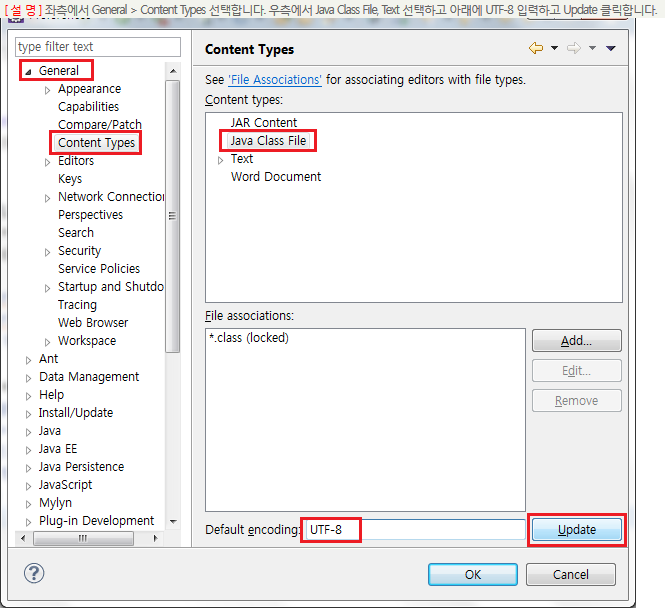 [ 설 명 ] 좌측에서 General > Content Types 선택합니다. 우측에서 Java Class File, Text 선택하고 아래에 UTF-8 입력하고 Update 클릭합니다.
type filter text
General
Appearance
Capabilities
Compare/Patch
Content Types
Editors
Keys
Network Connection
Perspectives
Search
Security
Service Policies
Startup and Shutdo
Tracing
Web Browser
Workspace
Ant
Data Management
Help
Install/Update
Java
Java EE
Java Persistence
JavaScript
Mylyn
Plug-in Development
Content Types
See 'File Associations' for associating editors with file types.
Content types:
JAR Content
Java Class File
Text
Word Document
File associations:
*.class (locked)
Add...
Edit...
Remove
Default encoding: UTF-8
Update
OK
Cancel